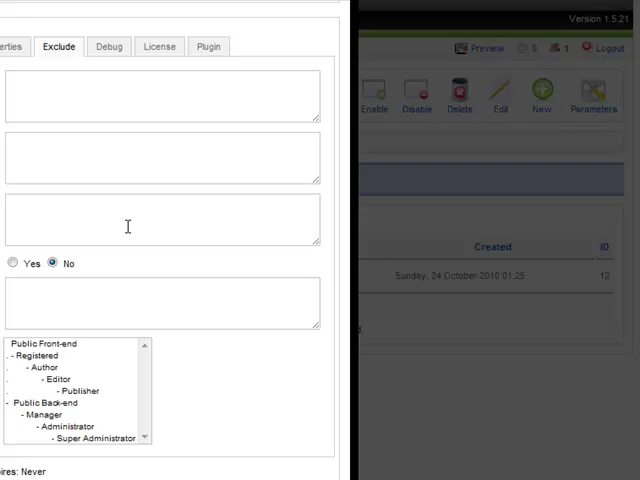 Version 1.5.21
Preview 0 1 Logout
erties Exclude Debug License Plugin
Enable Disable Delete Edit New Parameters
Yes No
Created ID
Sunday, 24 October 2010 01:25 12
d.
Public Front-end
. - Registered
. - Author
. - Editor
. - Publisher
- Public Back-end
- Manager
- Administrator
- Super Administrator
ires: Never